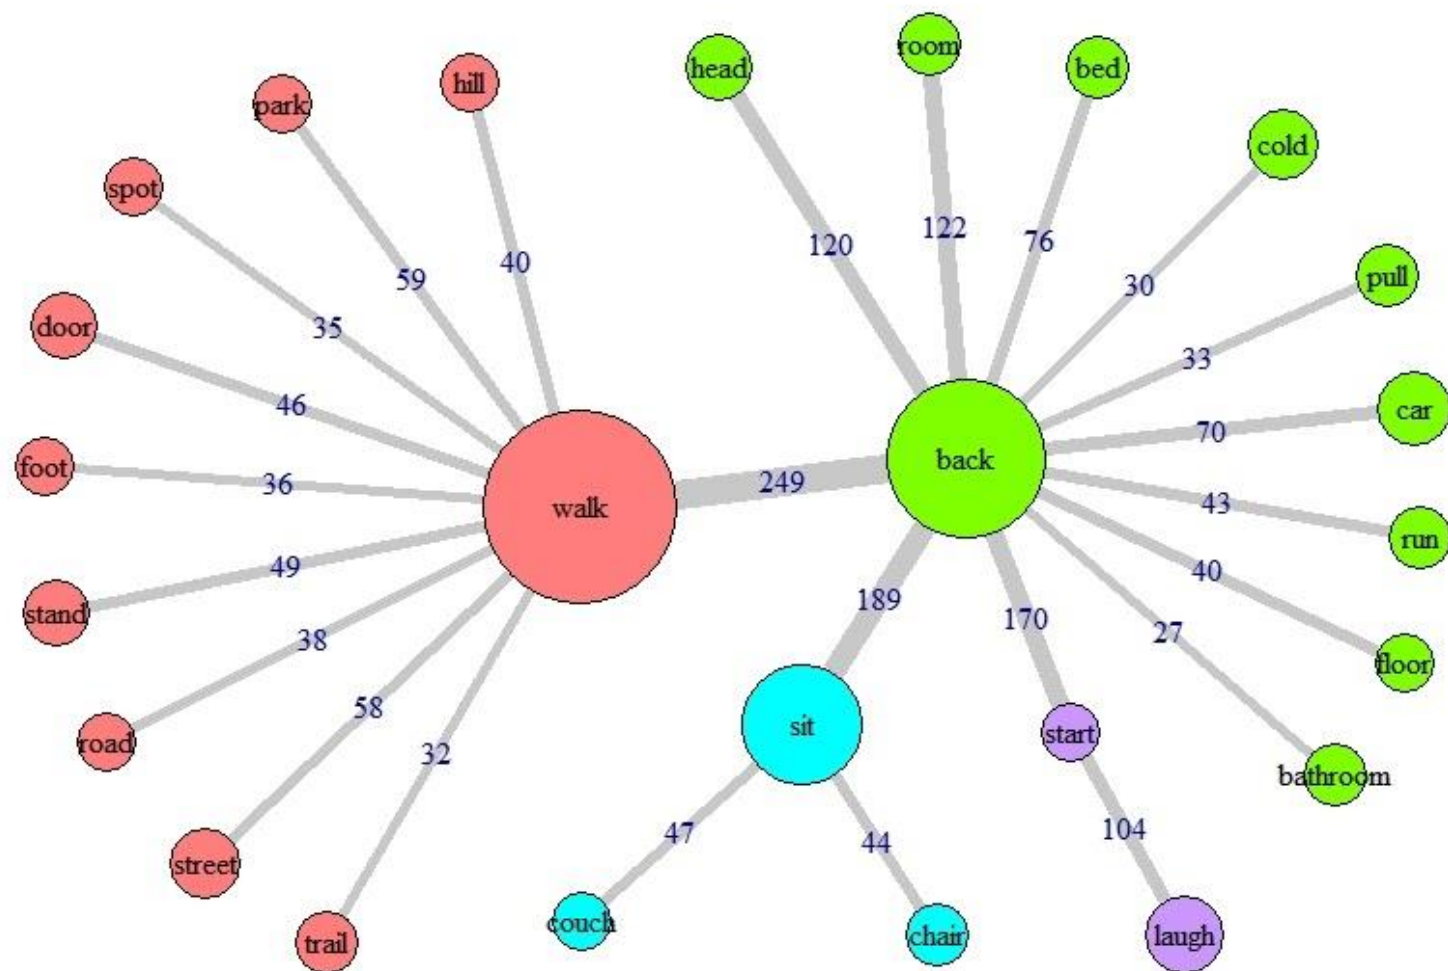 room
head
bed
hill
park
cold
spot
122
76
120
40
pull
59
30
door
35
33
46
car
70
back
foot
36
249
43
walk
run
49
40
189
stand
170
27
38
floor
58
sit
start
road
32
bathroom
47
104
44
street
couch
chair
laugh
trail